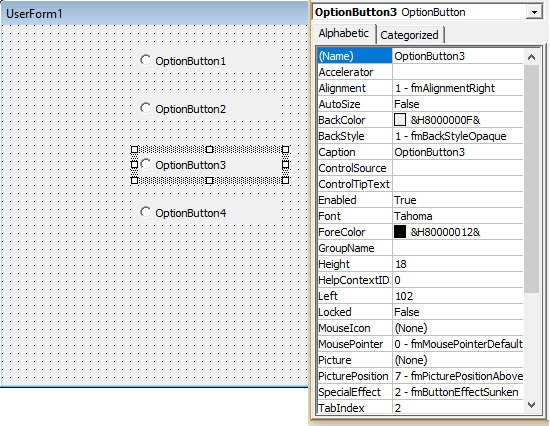 UserForm1
OptionButton1
OptionButton2
OptionButton3
OptionButton4
OptionButton3 OptionButton
Alphabetic Categorized
(Name) OptionButton3
Accelerator
Alignment 1 - fmAlignmentRight
AutoSize False
BackColor &H8000000F&
BackStyle 1 - fmBackStyleOpaque
Caption OptionButton3
ControlSource
ControlTipText
Enabled True
Font Tahoma
ForeColor &H80000012&
GroupName
Height 18
HelpContextID 0
Left 102
Locked False
MouseIcon (None)
MousePointer 0 - fmMousePointerDefault
Picture (None)
PicturePosition 7 - fmPicturePositionAbove
SpecialEffect 2 - fmButtonEffectSunken
TabIndex 2